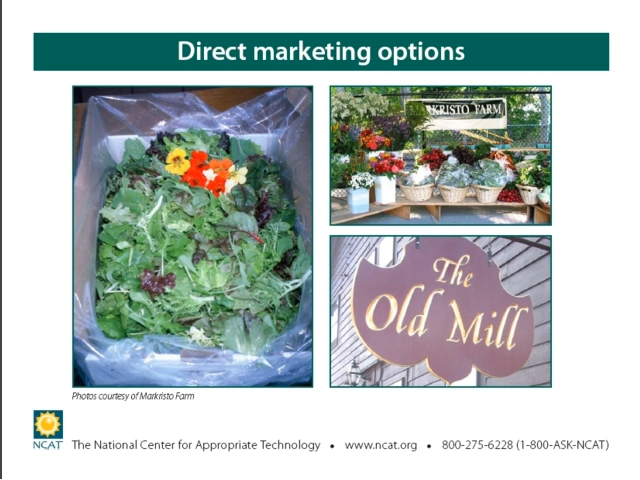 Direct marketing options
RKRISTO FARM
The
Old Mill
Photos courtesy of Markristo Farm
NCAT
The National Center for Appropriate Technology • www.ncat.org • 800-275-6228 (1-800-ASK-NCAT)